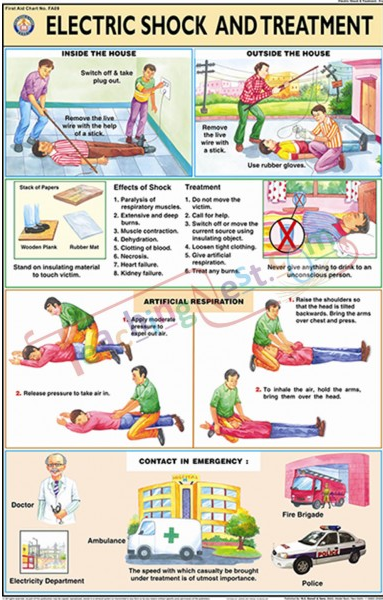 First Aid Chart No. FA09
ELECTRIC SHOCK AND TREATMENT
INSIDE THE HOUSE
Switch off & take
plug out.
Remove the live
wire with the help
of a stick.
OUTSIDE THE HOUSE
Remove
the live
wire with
a stick.
Use rubber gloves.
Stack of Papers
Wooden Plank
Rubber Mat
Stand on insulating material
to touch victim.
Effects of Shock
1. Paralysis of
respiratory muscles.
2. Extensive and deep
burns.
3. Muscle contraction.
4. Dehydration.
5. Clotting of blood.
6. Necrosis.
7. Heart failure.
8. Kidney failure.
Treatment
1. Do not move the
victim.
2. Call for help.
3. Switch off or move the
current source using
insulating object.
4. Loosen tight clothing.
5. Give artificial
respiration.
6. Treat any burns.
Never give anything to drink to an
unconscious person.
ARTIFICIAL RESPIRATION
1. Apply moderate
pressure to
expel out air.
2. Release pressure to take air in.
1. Raise the shoulders so
that the head is tilted
backwards. Bring the arms
over chest and press.
2. To inhale the air, hold the arms,
bring them over the head.
CONTACT IN EMERGENCY :
Doctor
Electricity Department
Ambulance
The speed with which casualty be brought
under treatment is of utmost importance.
Fire Brigade
Police